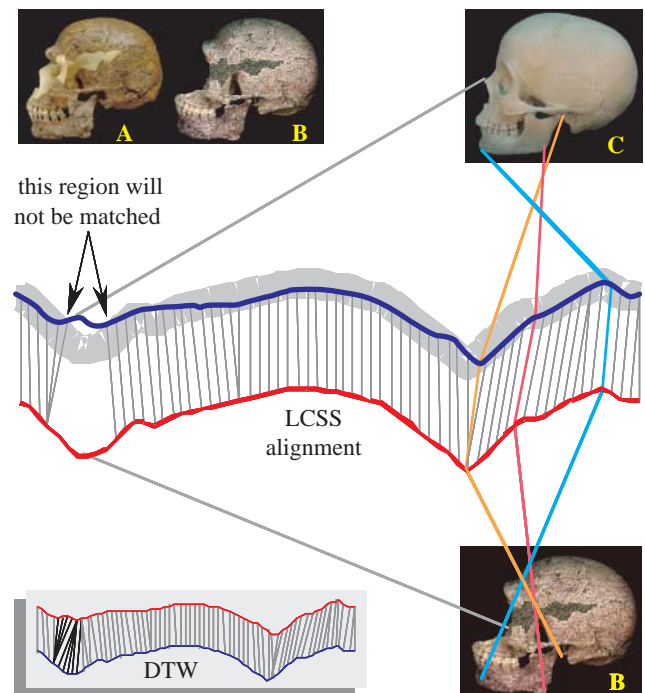 A
B
C
this region will
not be matched
LCSS
alignment
DTW
B